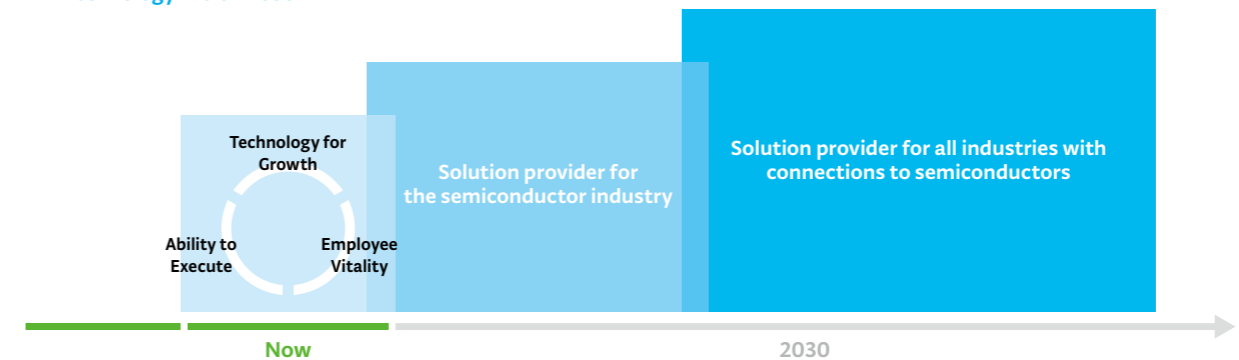 Technology for
Growth
Ability to
Execute
Employee
Vitality
Solution provider for
the semiconductor industry
Solution provider for all industries with
connections to semiconductors
Now
2030